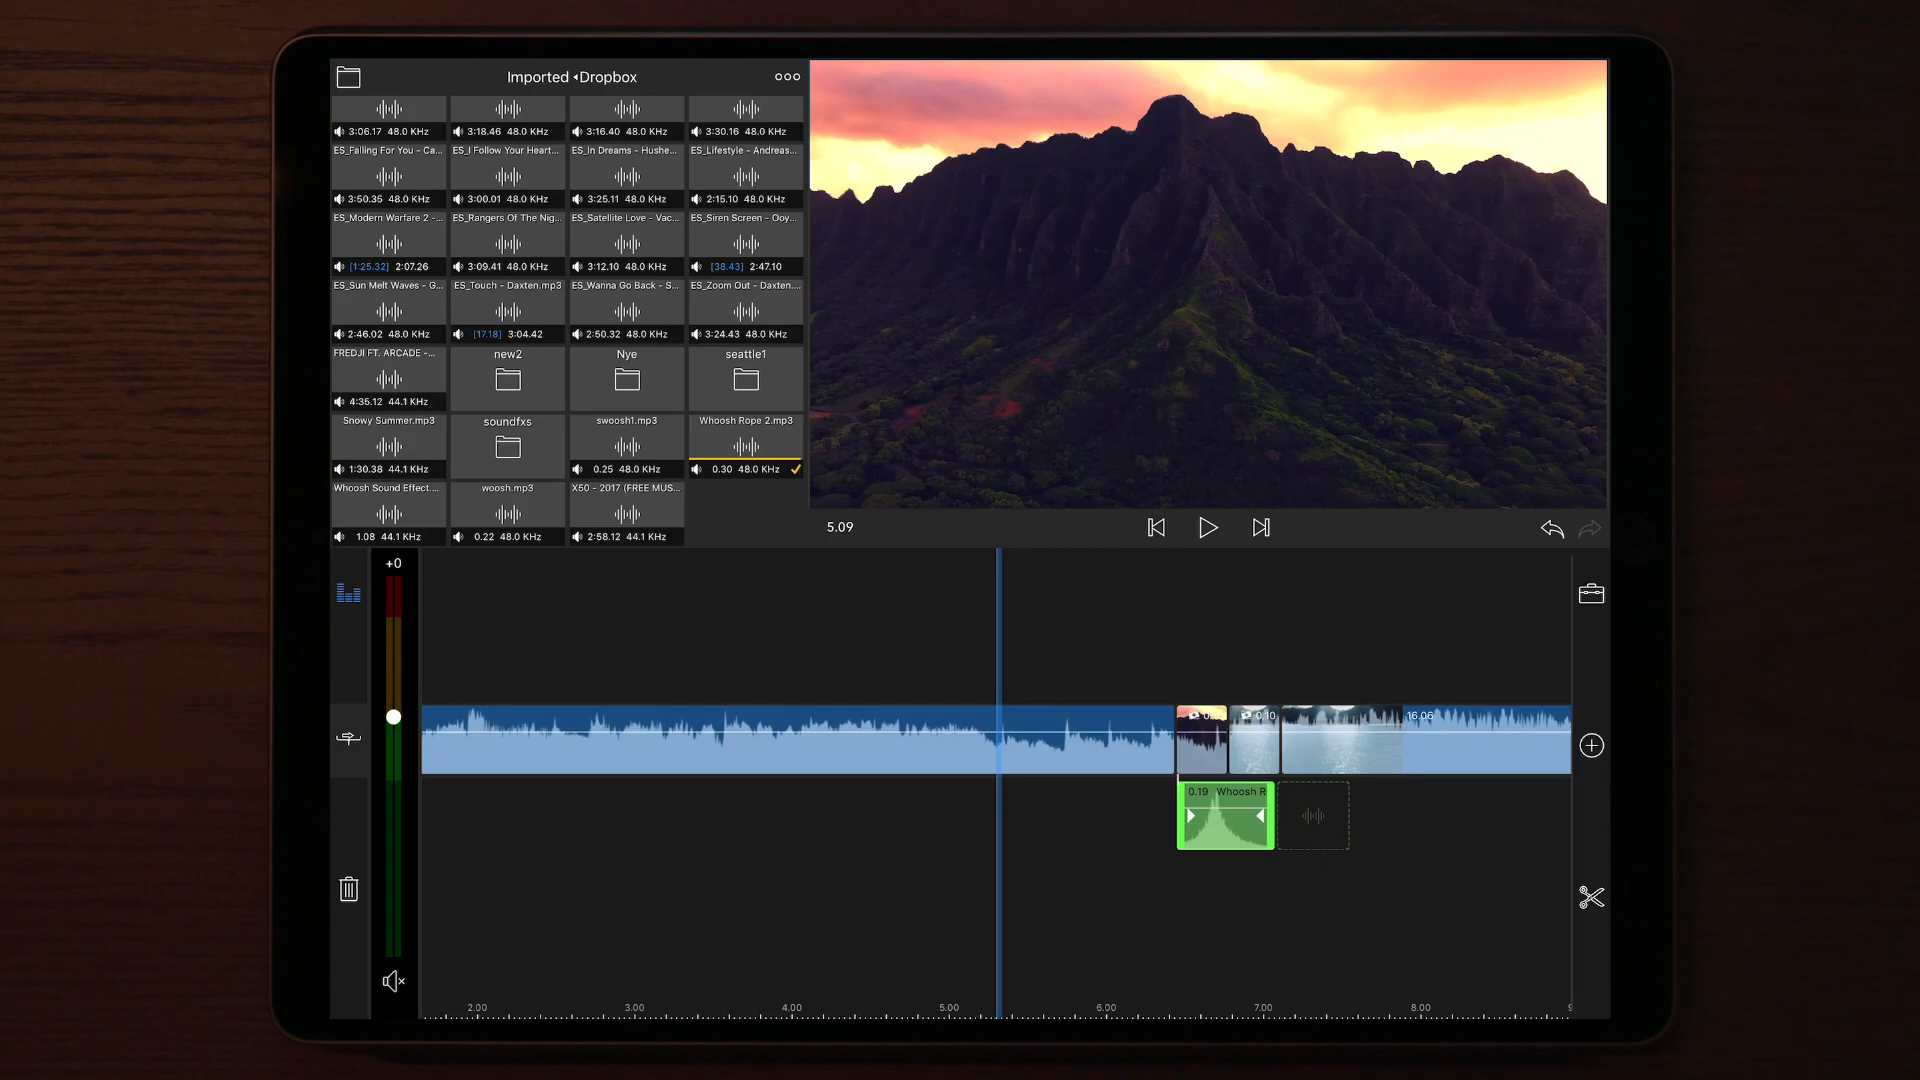 Imported ◂Dropbox
3:06.17 48.0 KHz
3:18.46 48.0 KHz
3:16.40 48.0 KHz
3:30.16 48.0 KHz
ES_Falling For You - Ca...
ES_I Follow Your Heart...
ES_In Dreams - Hushe...
ES_Lifestyle - Andreas...
3:50.35 48.0 KHz
3:00.01 48.0 KHz
3:25.11 48.0 KHz
2:15.10 48.0 KHz
ES_Modern Warfare 2 -...
ES_Rangers Of The Nig...
ES_Satellite Love - Vac...
ES_Siren Screen - Ooy...
[1:25.32] 2:07.26
3:09.41 48.0 KHz
3:12.10 48.0 KHz
[38.43] 2:47.10
ES_Sun Melt Waves - G...
ES_Touch - Daxten.mp3
ES_Wanna Go Back - S...
ES_Zoom Out - Daxten....
2:46.02 48.0 KHz
[17.18] 3:04.42
2:50.32 48.0 KHz
3:24.43 48.0 KHz
FREDJI FT. ARCADE -...
new2
Nye
seattle1
4:35.12 44.1 KHz
Snowy Summer.mp3
soundfxs
swoosh1.mp3
Whoosh Rope 2.mp3
1:30.38 44.1 KHz
0.25 48.0 KHz
0.30 48.0 KHz
Whoosh Sound Effect....
woosh.mp3
X50 - 2017 (FREE MUS...
1.08 44.1 KHz
0.22 48.0 KHz
2:58.12 44.1 KHz
5.09
+0
0.10
16.06
0.19 Whoosh R
2.00
3.00
4.00
5.00
6.00
7.00
8.00